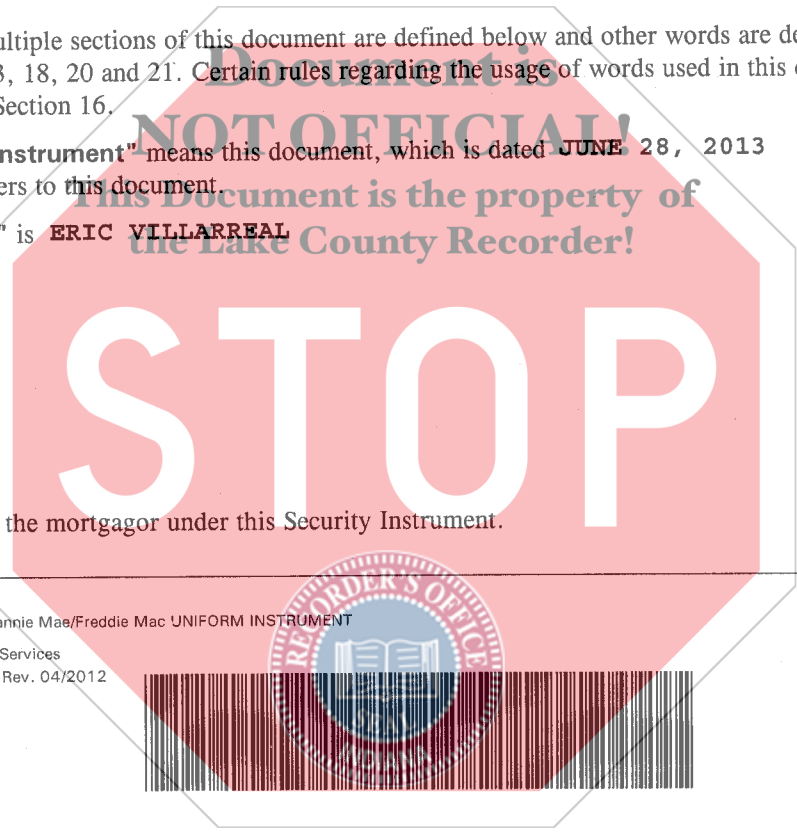 ultiple sections of this document are defined below and other words are de
Document is
3, 18, 20 and 21. Certain rules regarding the usage of words used in this
Section 16.
NOT OFFICIAL!
nstrument" means this document, which is dated JUNE 28, 2013
ers to this document.
This Document is the property of
" is ERIC VILLARREAL
the Lake County Recorder!
STOP
the mortgagor under this Security Instrument.
RECORDER'S OFFICE
annie Mae/Freddie Mac UNIFORM INSTRUMENT
Services
Rev. 04/2012
SEAL
INDIANA